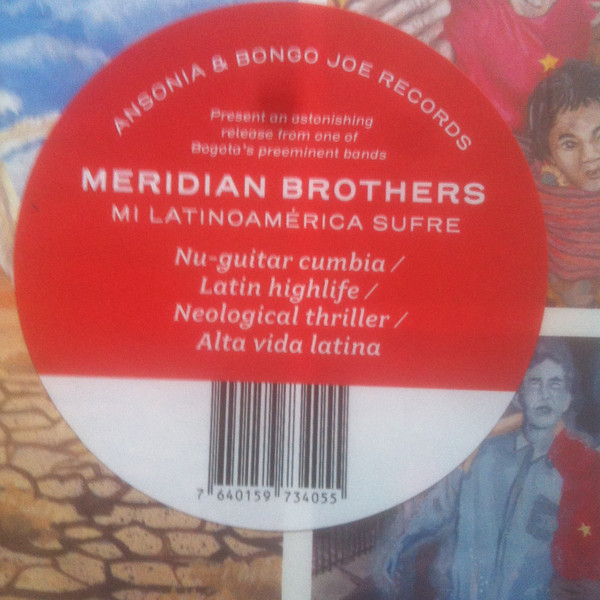 ANSONIA & BONGO JOE RECORDS
Present an astonishing
release from one of
Bogota's preeminent bands
MERIDIAN BROTHERS
MI LATINOAMÉRICA SUFRE
Nu-guitar cumbia /
Latin highlife /
Neological thriller /
Alta vida latina
7 640159 734055